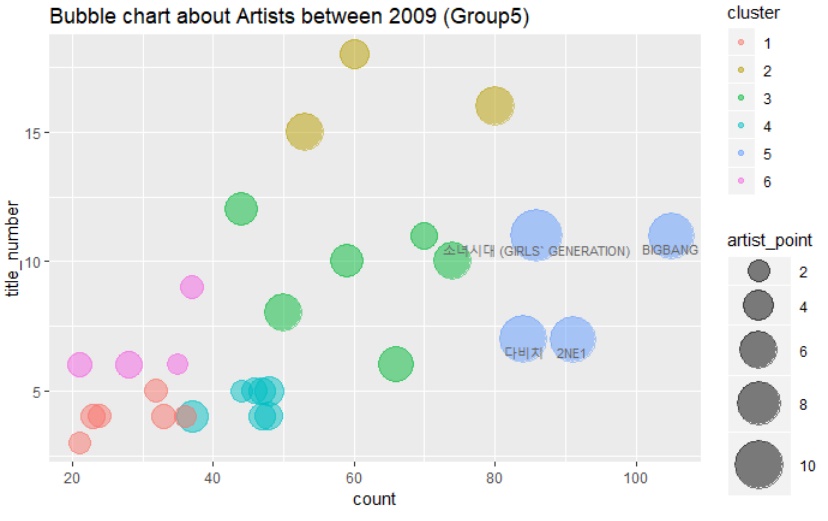 Bubble chart about Artists between 2009 (Group5)
title_number
15
10
5
20
40
60
80
100
count
소녀시대 (GIRLS` GENERATION)
BIGBANG
다비치
2NE1
cluster
1
2
3
4
5
6
artist_point
2
4
6
8
10